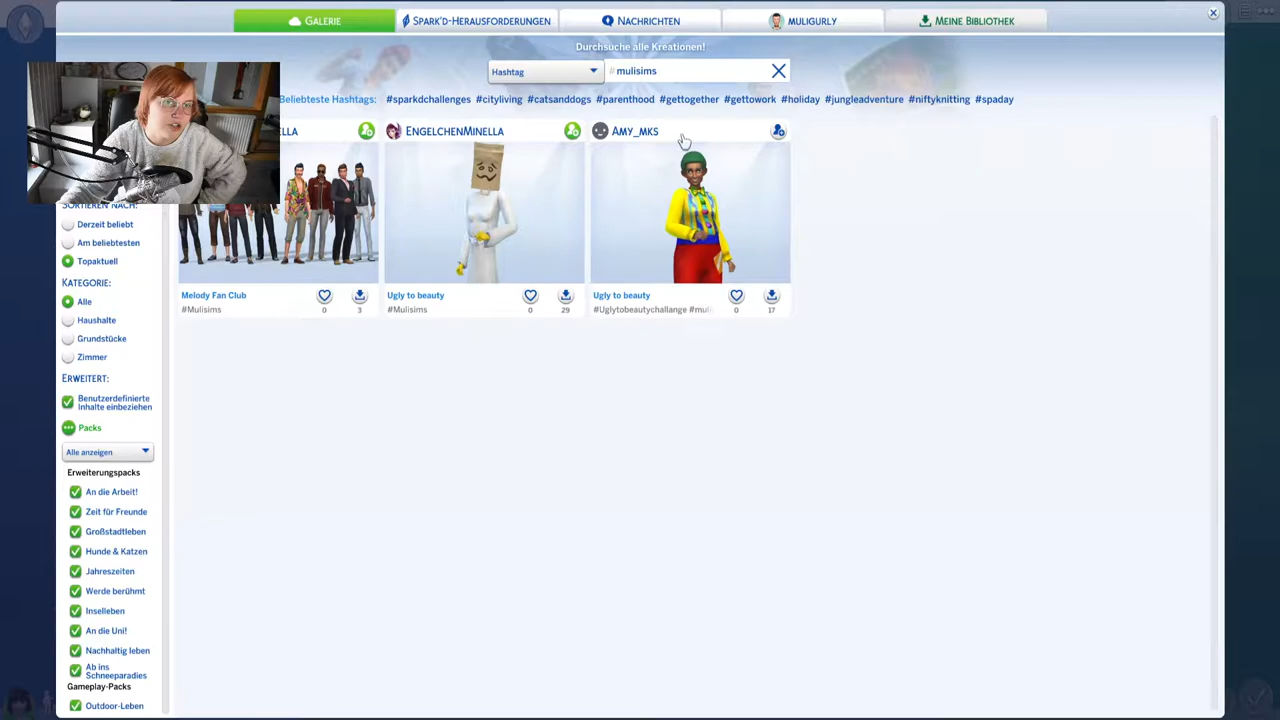 GALERIE
SPARK'D-HERAUSFORDERUNGEN
NACHRICHTEN
MULIGURLY
MEINE BIBLIOTHEK
Durchsuche alle Kreationen!
Hashtag
# mulisims
Beliebteste Hashtags: #sparkdchallenges #cityliving #catsanddogs #parenthood #gettogether #gettowork #holiday #jungleadventure #niftyknitting #spaday
ELLA
ENGELCHENMINELLA
AMY_MKS
Melody Fan Club
0
3
#Mulisims
Ugly to beauty
0
29
#Mulisims
Ugly to beauty
0
17
#Uglytobeautychallange #muli
SORTIEREN NACH:
Derzeit beliebt
Am beliebtesten
Topaktuell
KATEGORIE:
Alle
Haushalte
Grundstücke
Zimmer
ERWEITERT:
Benutzerdefinierte
Inhalte einbeziehen
Packs
Alle anzeigen
Erweiterungspacks
An die Arbeit!
Zeit für Freunde
Großstadtleben
Hunde & Katzen
Jahreszeiten
Werde berühmt
Inselleben
An die Uni!
Nachhaltig leben
Ab ins
Schneeparadies
Gameplay-Packs
Outdoor-Leben